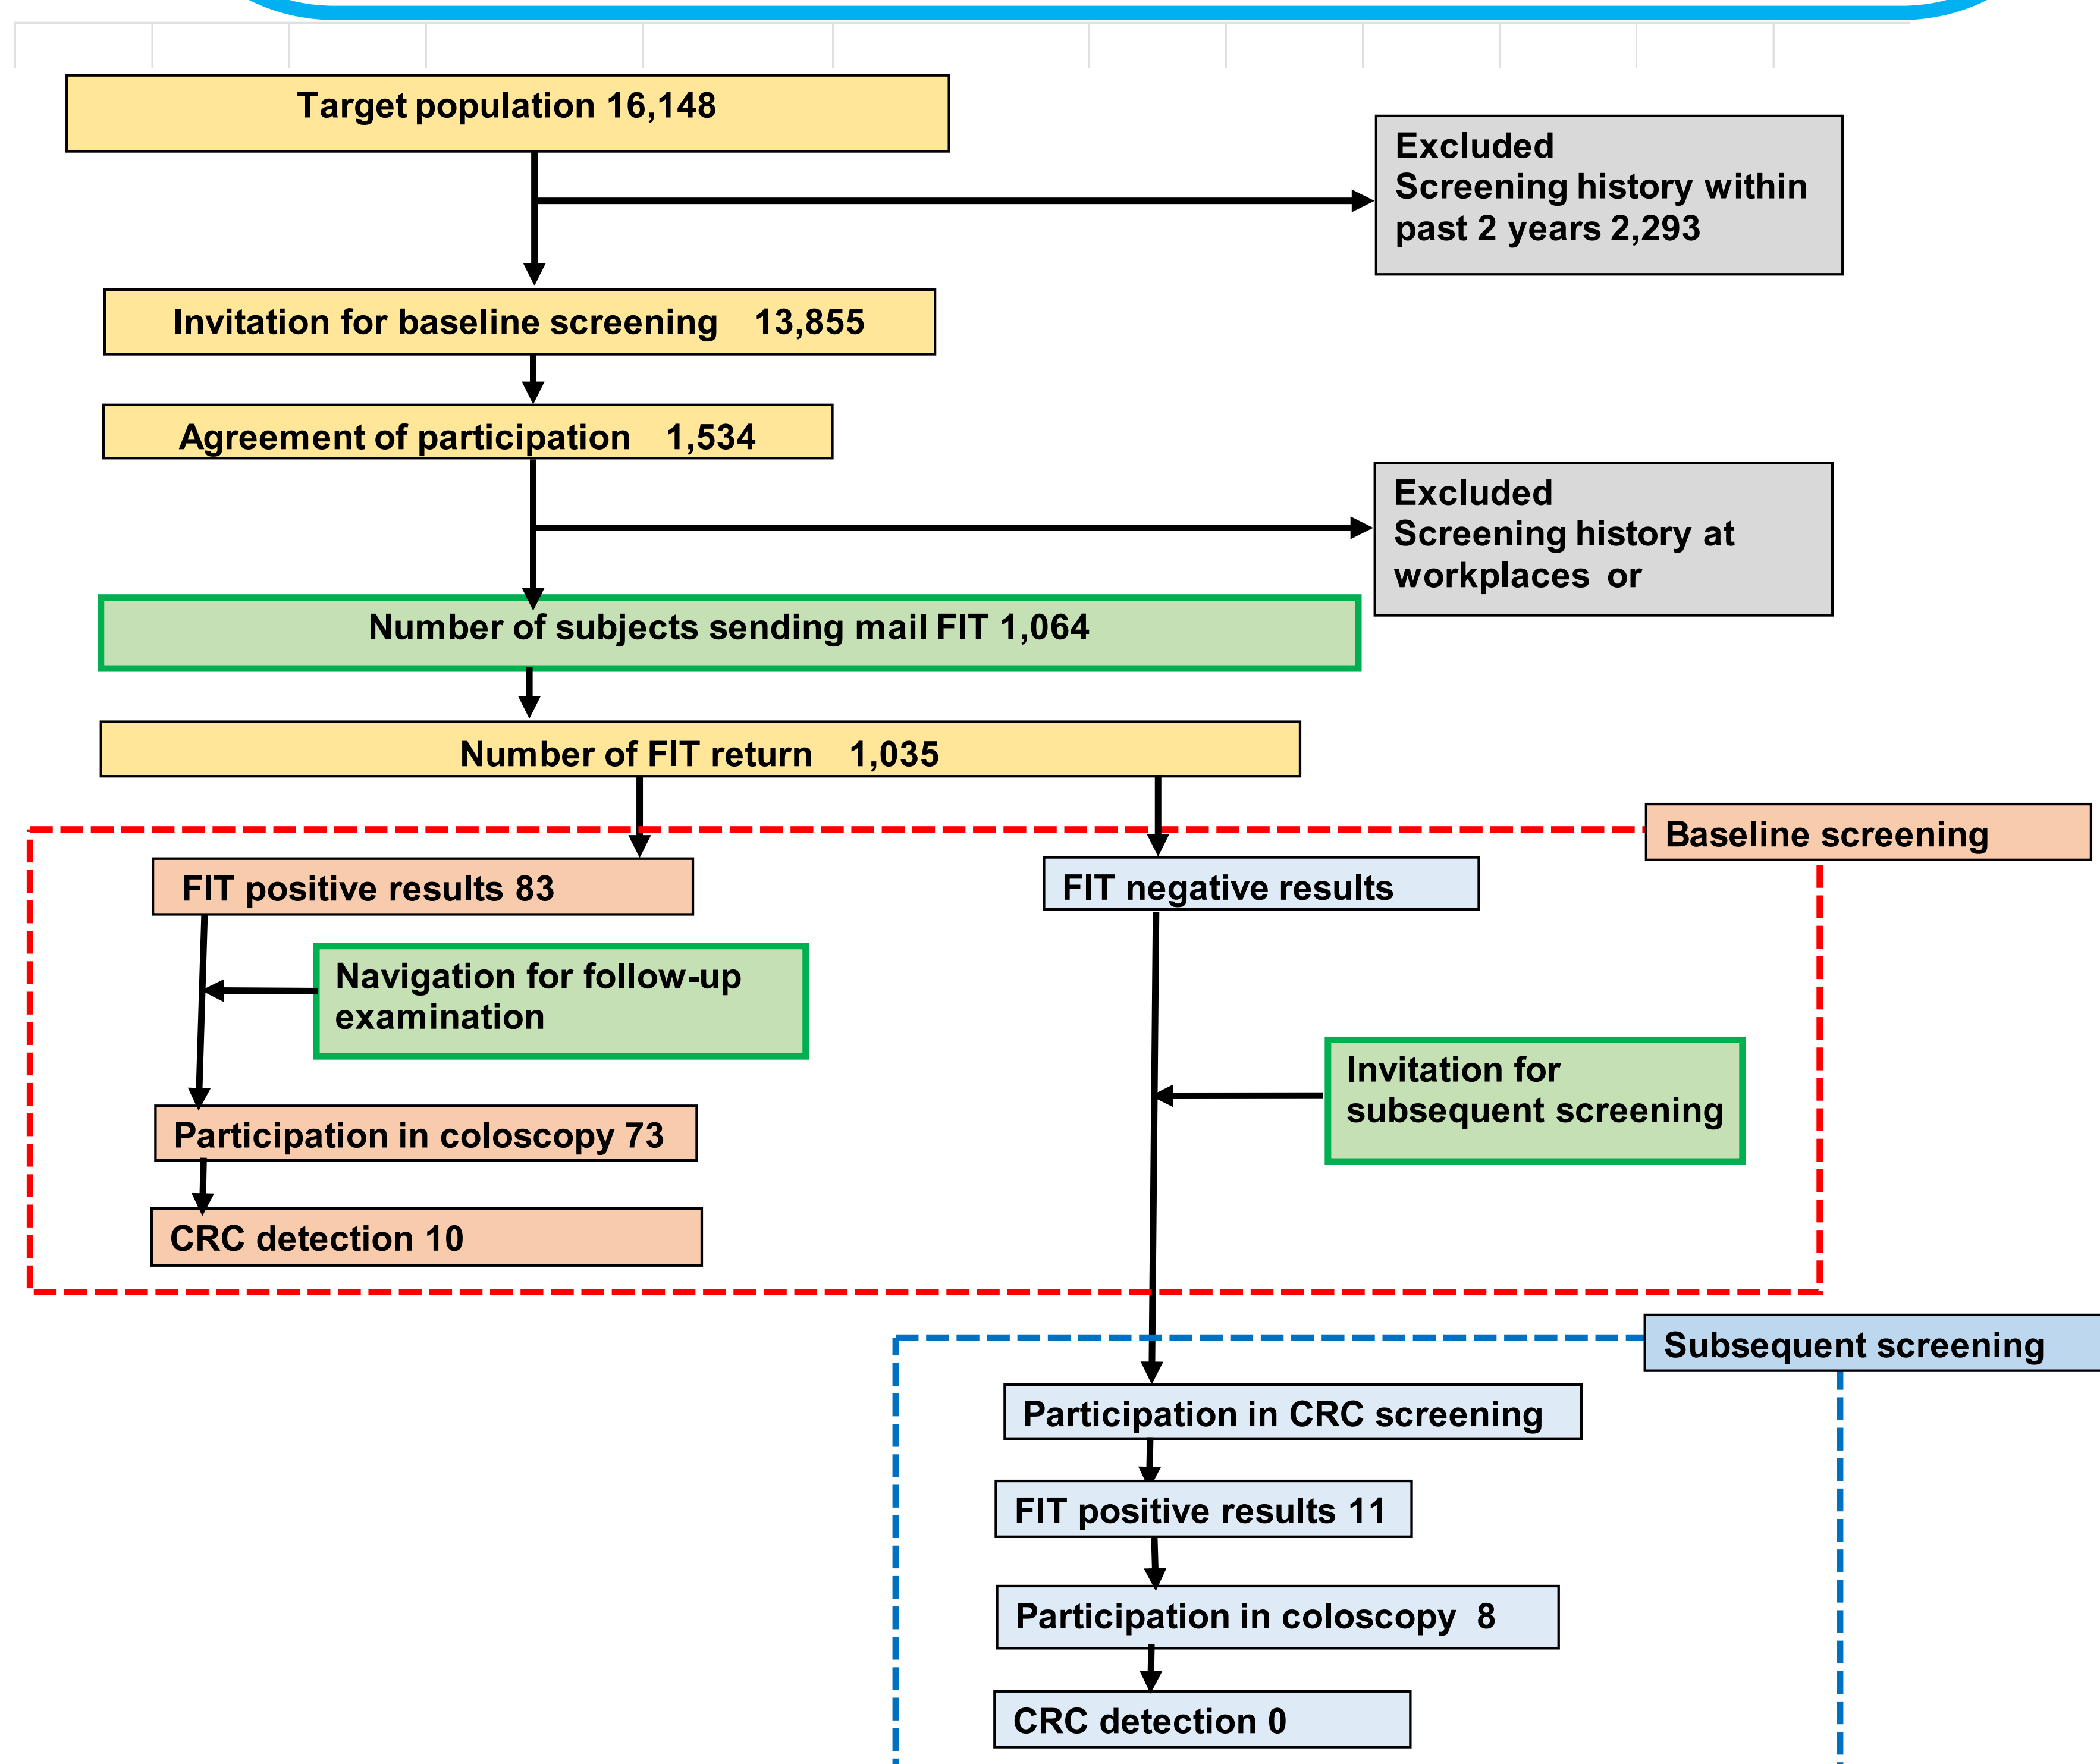 Target population 16,148
Excluded
Screening history within
past 2 years 2,293
Invitation for baseline screening 13,855
Agreement of participation 1,534
Excluded
Screening history at
workplaces or
Number of subjects sending mail FIT 1,064
Number of FIT return 1,035
Baseline screening
FIT positive results 83
FIT negative results
Navigation for follow-up
examination
Invitation for
subsequent screening
Participation in coloscopy 73
CRC detection 10
Subsequent screening
Participation in CRC screening
FIT positive results 11
Participation in coloscopy 8
CRC detection 0